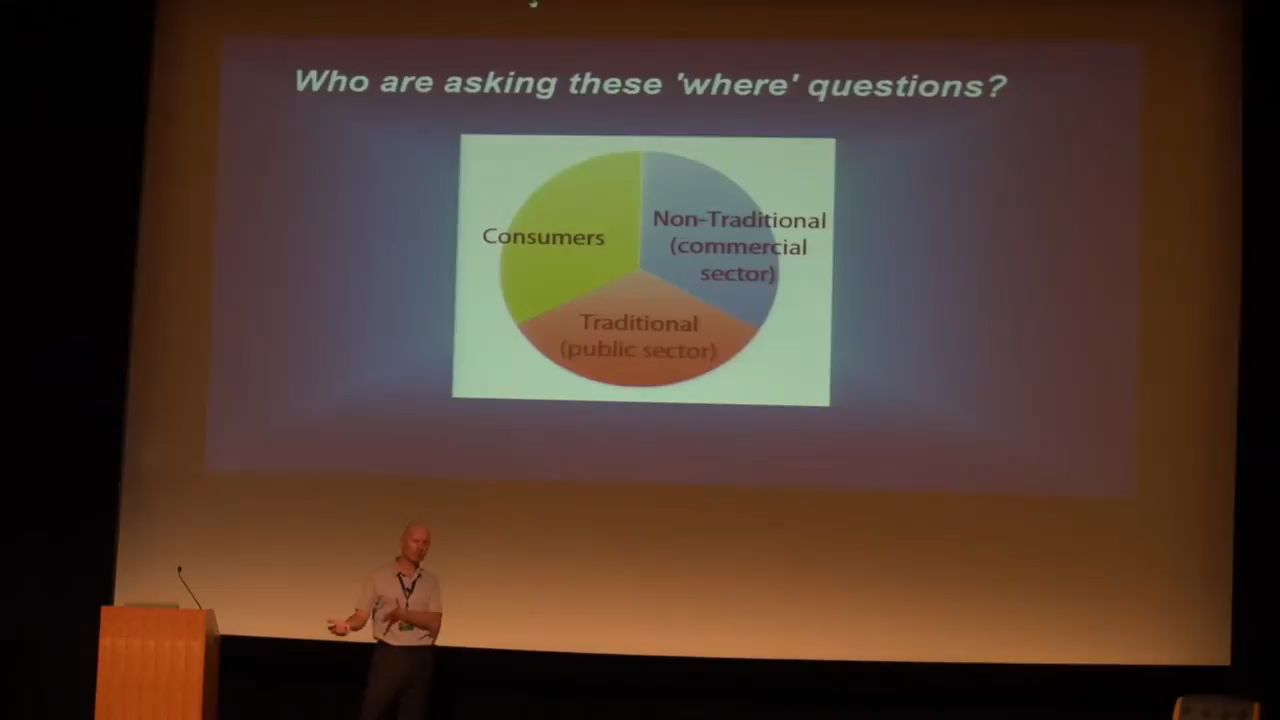 Who are asking these 'where' questions?
Consumers
Non-Traditional
(commercial
sector)
Traditional
(public sector)